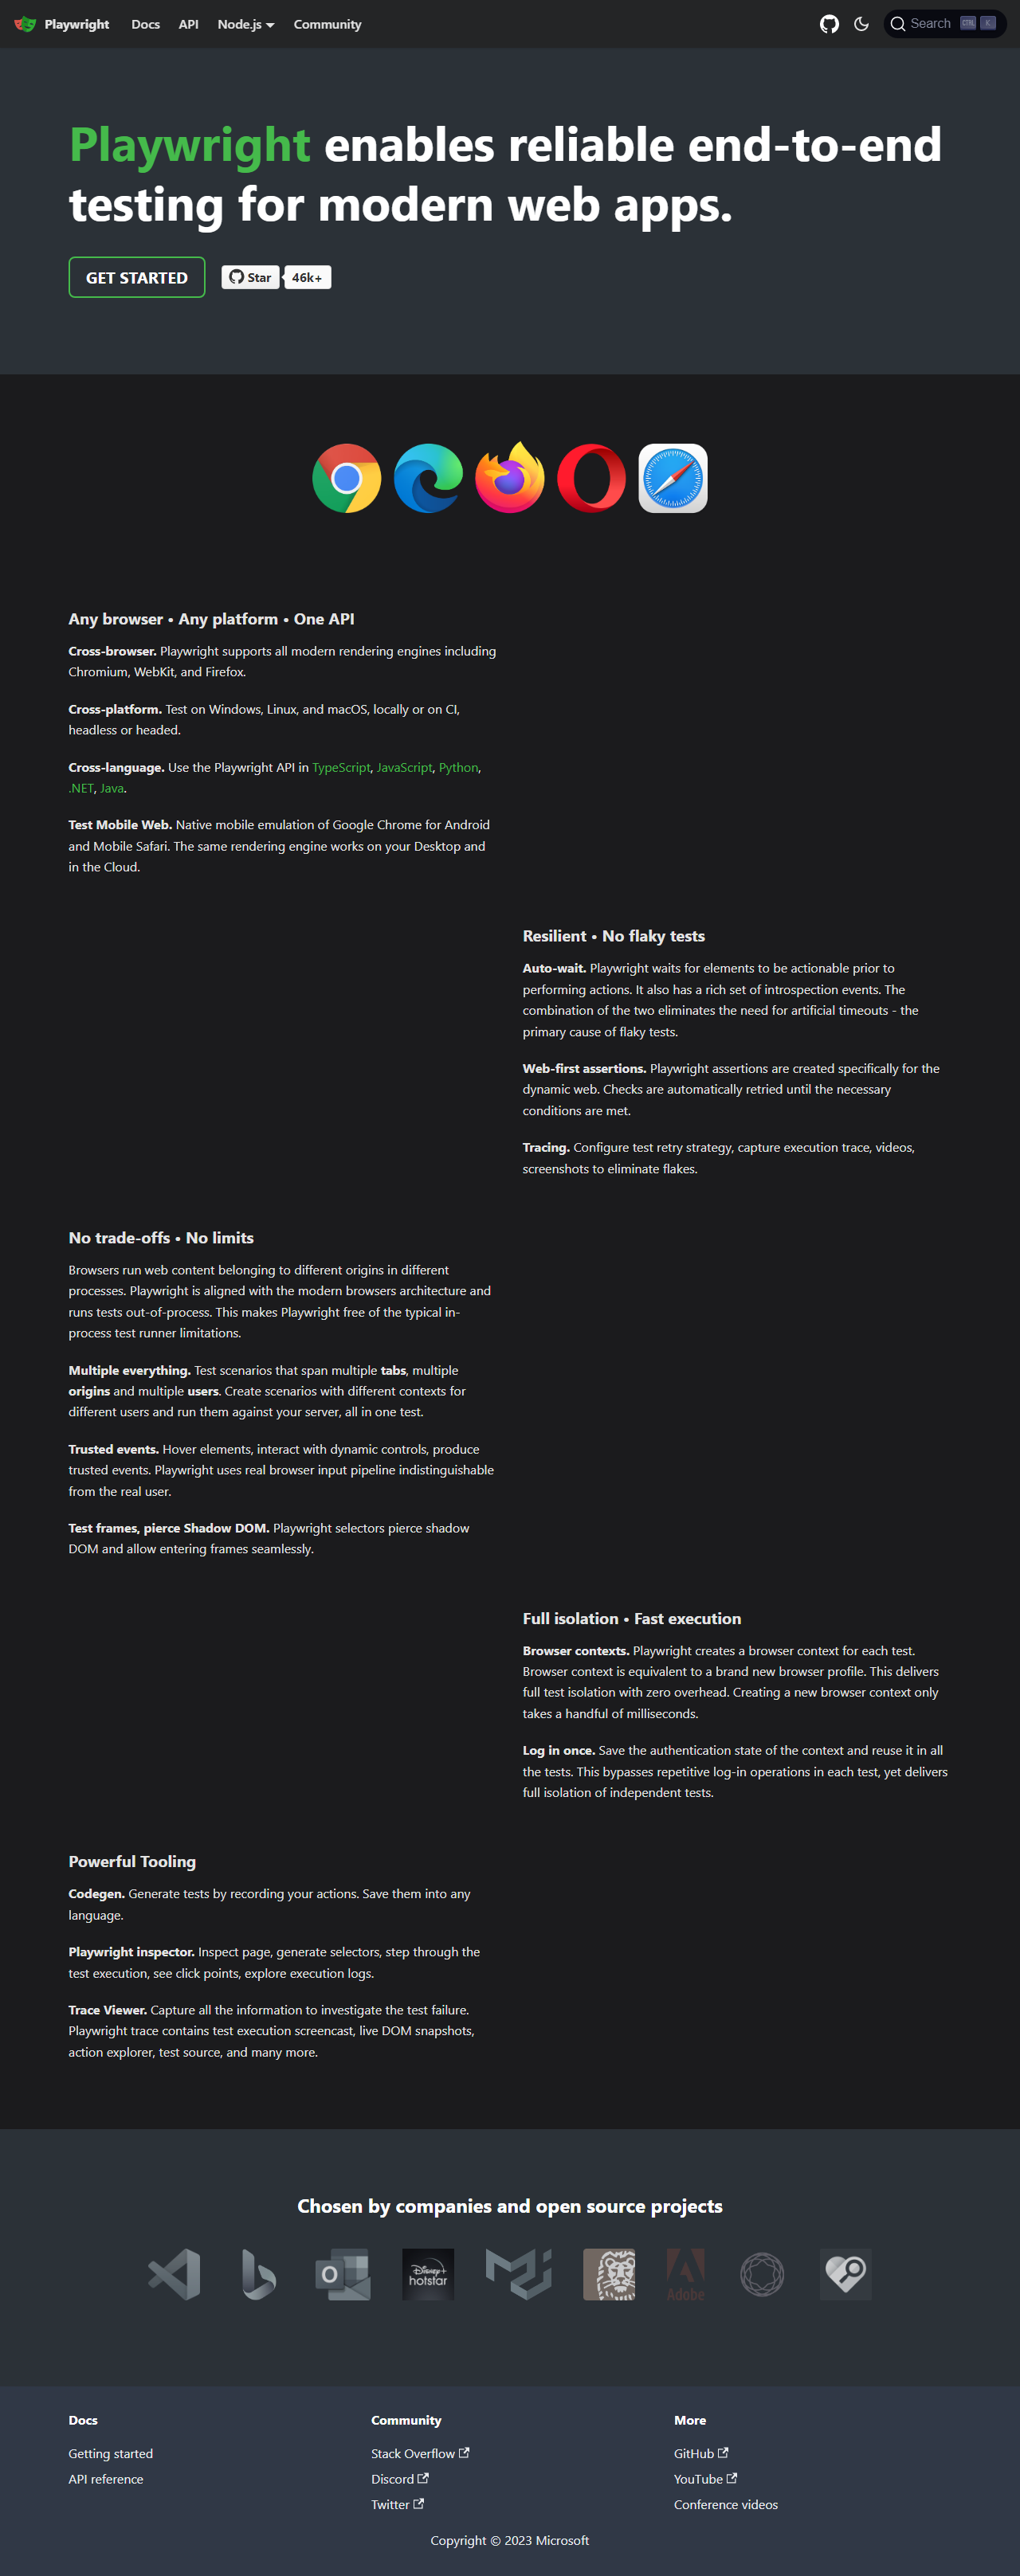 Playwright Docs API Node.js Community Search CTRL K
Playwright enables reliable end-to-end
testing for modern web apps.
GET STARTED Star 46k+
Any browser • Any platform • One API
Cross-browser. Playwright supports all modern rendering engines including
Chromium, WebKit, and Firefox.
Cross-platform. Test on Windows, Linux, and macOS, locally or on CI,
headless or headed.
Cross-language. Use the Playwright API in TypeScript, JavaScript, Python,
.NET, Java.
Test Mobile Web. Native mobile emulation of Google Chrome for Android
and Mobile Safari. The same rendering engine works on your Desktop and
in the Cloud.
Resilient • No flaky tests
Auto-wait. Playwright waits for elements to be actionable prior to
performing actions. It also has a rich set of introspection events. The
combination of the two eliminates the need for artificial timeouts - the
primary cause of flaky tests.
Web-first assertions. Playwright assertions are created specifically for the
dynamic web. Checks are automatically retried until the necessary
conditions are met.
Tracing. Configure test retry strategy, capture execution trace, videos,
screenshots to eliminate flakes.
No trade-offs • No limits
Browsers run web content belonging to different origins in different
processes. Playwright is aligned with the modern browsers architecture and
runs tests out-of-process. This makes Playwright free of the typical in-
process test runner limitations.
Multiple everything. Test scenarios that span multiple tabs, multiple
origins and multiple users. Create scenarios with different contexts for
different users and run them against your server, all in one test.
Trusted events. Hover elements, interact with dynamic controls, produce
trusted events. Playwright uses real browser input pipeline indistinguishable
from the real user.
Test frames, pierce Shadow DOM. Playwright selectors pierce shadow
DOM and allow entering frames seamlessly.
Full isolation • Fast execution
Browser contexts. Playwright creates a browser context for each test.
Browser context is equivalent to a brand new browser profile. This delivers
full test isolation with zero overhead. Creating a new browser context only
takes a handful of milliseconds.
Log in once. Save the authentication state of the context and reuse it in all
the tests. This bypasses repetitive log-in operations in each test, yet delivers
full isolation of independent tests.
Powerful Tooling
Codegen. Generate tests by recording your actions. Save them into any
language.
Playwright inspector. Inspect page, generate selectors, step through the
test execution, see click points, explore execution logs.
Trace Viewer. Capture all the information to investigate the test failure.
Playwright trace contains test execution screencast, live DOM snapshots,
action explorer, test source, and many more.
Chosen by companies and open source projects
Disney+
hotstar
Adobe
Docs
Getting started
API reference
Community
Stack Overflow
Discord
Twitter
More
GitHub
YouTube
Conference videos
Copyright © 2023 Microsoft